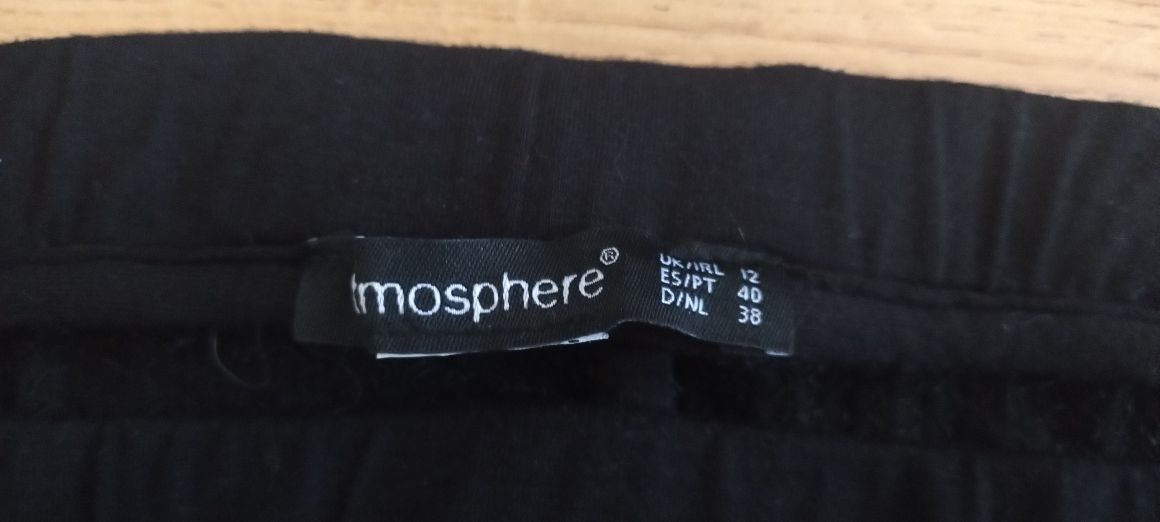 tmosphere®
UK/IRL 12
ES/PT 40
D/NL 38